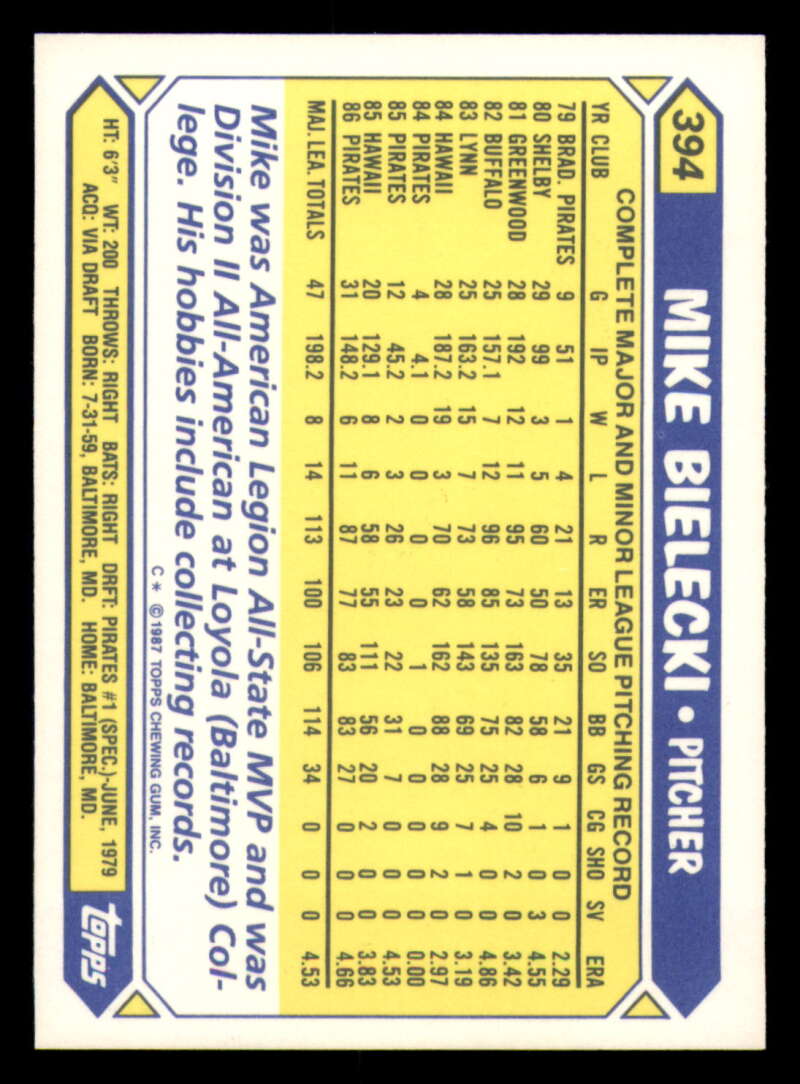 394 MIKE BIELECKI • PITCHER
COMPLETE MAJOR AND MINOR LEAGUE PITCHING RECORD
YR CLUB G IP W L R ER SO BB GS CG SHO SV ERA
79 BRAD. PIRATES 9 51 1 4 21 13 35 21 9 1 0 0 2.29
80 SHELBY 29 99 3 5 60 50 78 58 6 1 0 3 4.55
81 GREENWOOD 28 192 12 11 95 73 163 82 28 10 2 0 3.42
82 BUFFALO 25 157.1 7 12 96 85 135 75 25 4 0 0 4.86
83 LYNN 25 163.2 15 7 73 58 143 69 25 7 1 0 3.19
84 HAWAII 28 187.2 19 3 70 62 162 88 28 9 2 0 2.97
84 PIRATES 4 4.1 0 0 0 0 1 0 0 0 0 0 0.00
85 PIRATES 12 45.2 2 3 26 23 22 31 7 0 0 0 4.53
85 HAWAII 20 129.1 8 6 58 55 111 56 20 2 0 0 3.83
86 PIRATES 31 148.2 6 11 87 77 83 83 27 0 0 0 4.66
MAJ. LEA. TOTALS 47 198.2 8 14 113 100 106 114 34 0 0 0 4.53
Mike was American Legion All-State MVP and was
Division II All-American at Loyola (Baltimore) Col-
lege. His hobbies include collecting records.
C * ©1987 TOPPS CHEWING GUM, INC.
HT: 6'3" WT: 200 THROWS: RIGHT BATS: RIGHT DRFT: PIRATES #1 (SPEC.)-JUNE, 1979
ACQ: VIA DRAFT BORN: 7-31-59, BALTIMORE, MD. HOME: BALTIMORE, MD.
topps